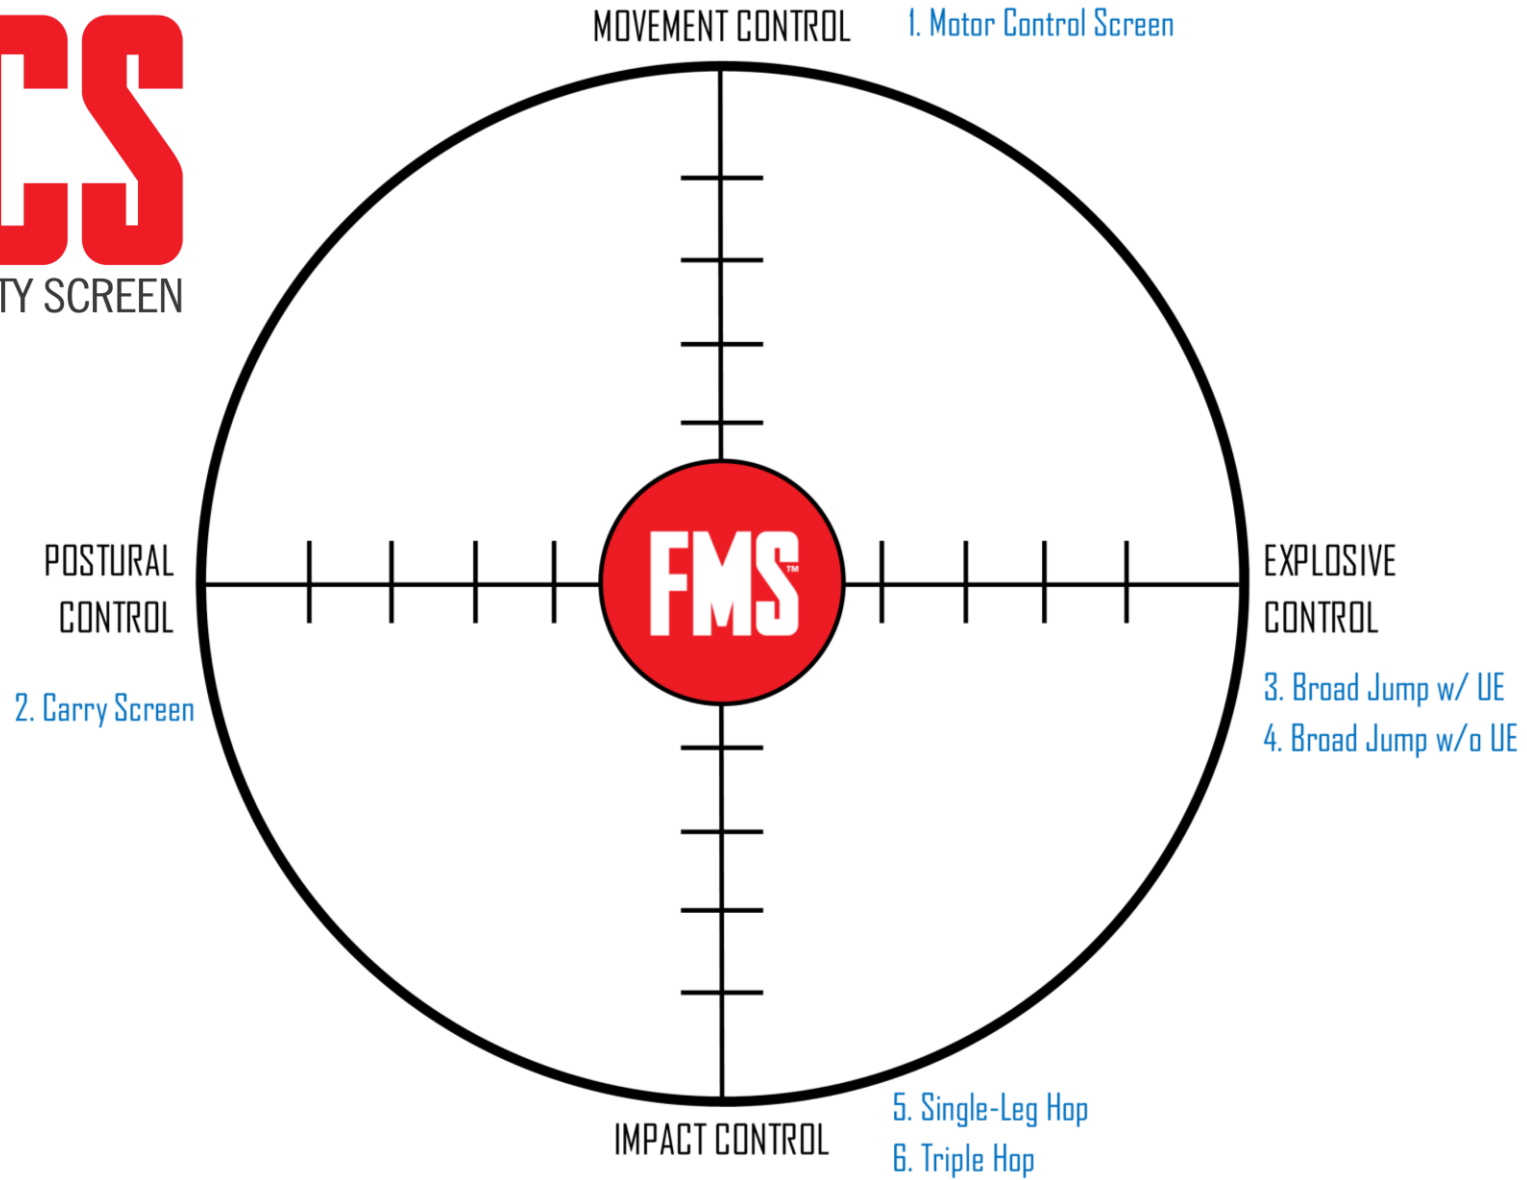 MOVEMENT CONTROL
1. Motor Control Screen
CS
TY SCREEN
FMS™
POSTURAL
CONTROL
2. Carry Screen
EXPLOSIVE
CONTROL
3. Broad Jump w/ UE
4. Broad Jump w/o UE
IMPACT CONTROL
5. Single-Leg Hop
6. Triple Hop